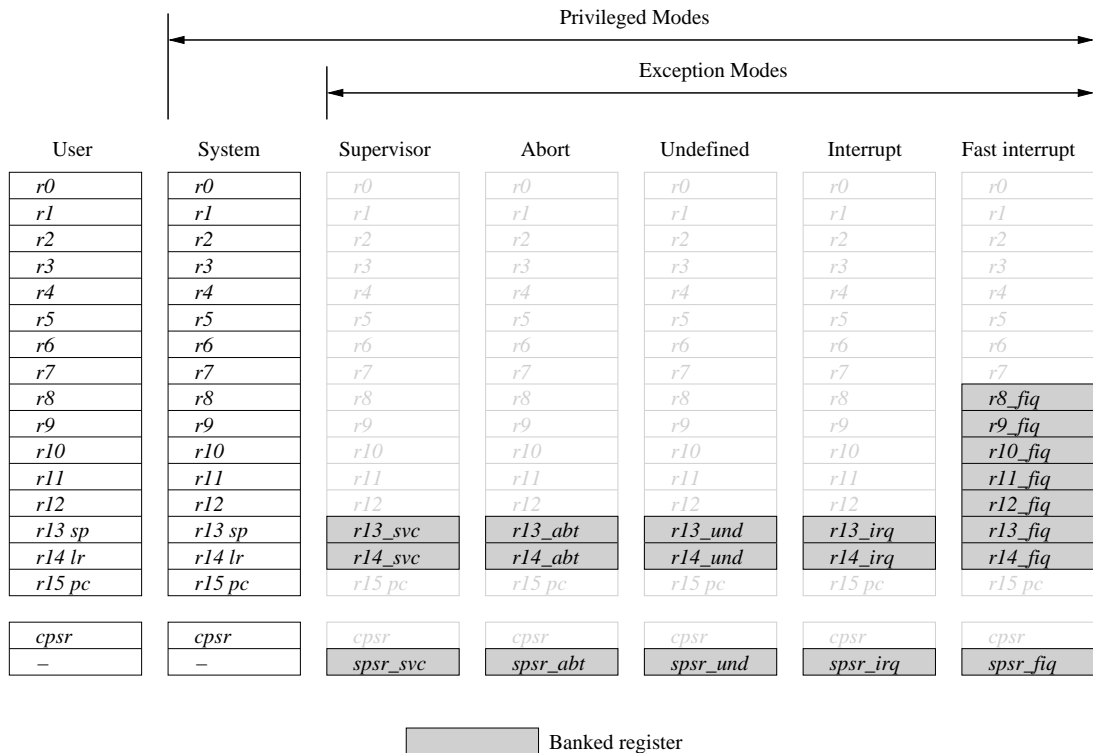 Privileged Modes
Exception Modes
User System Supervisor Abort Undefined Interrupt Fast interrupt
r0 r0 r0 r0 r0 r0 r0
r1 r1 r1 r1 r1 r1 r1
r2 r2 r2 r2 r2 r2 r2
r3 r3 r3 r3 r3 r3 r3
r4 r4 r4 r4 r4 r4 r4
r5 r5 r5 r5 r5 r5 r5
r6 r6 r6 r6 r6 r6 r6
r7 r7 r7 r7 r7 r7 r7
r8 r8 r8 r8 r8 r8 r8_fiq
r9 r9 r9 r9 r9 r9 r9_fiq
r10 r10 r10 r10 r10 r10 r10_fiq
r11 r11 r11 r11 r11 r11 r11_fiq
r12 r12 r12 r12 r12 r12 r12_fiq
r13 sp r13 sp r13_svc r13_abt r13_und r13_irq r13_fiq
r14 lr r14 lr r14_svc r14_abt r14_und r14_irq r14_fiq
r15 pc r15 pc r15 pc r15 pc r15 pc r15 pc r15 pc
cpsr cpsr cpsr cpsr cpsr cpsr cpsr
– – spsr_svc spsr_abt spsr_und spsr_irq spsr_fiq
Banked register